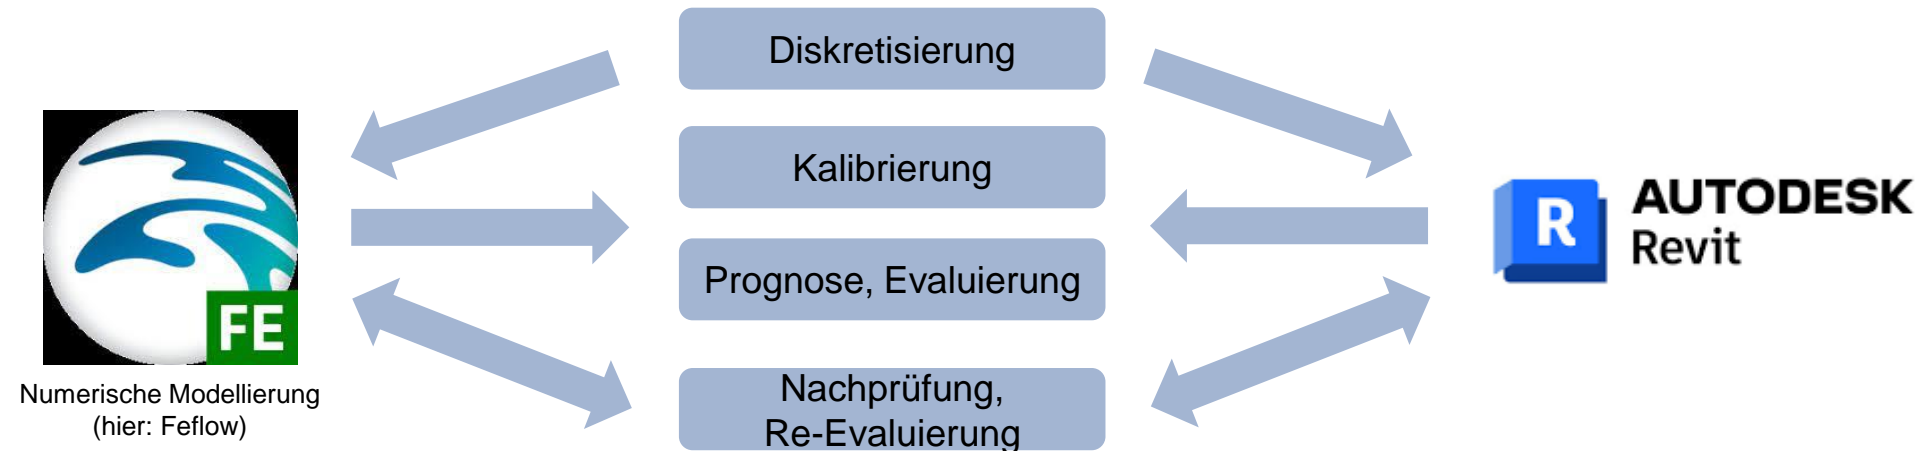 Diskretisierung
Kalibrierung
Prognose, Evaluierung
Nachprüfung,
Re-Evaluierung
FE
Numerische Modellierung
(hier: Feflow)
R
AUTODESK
Revit